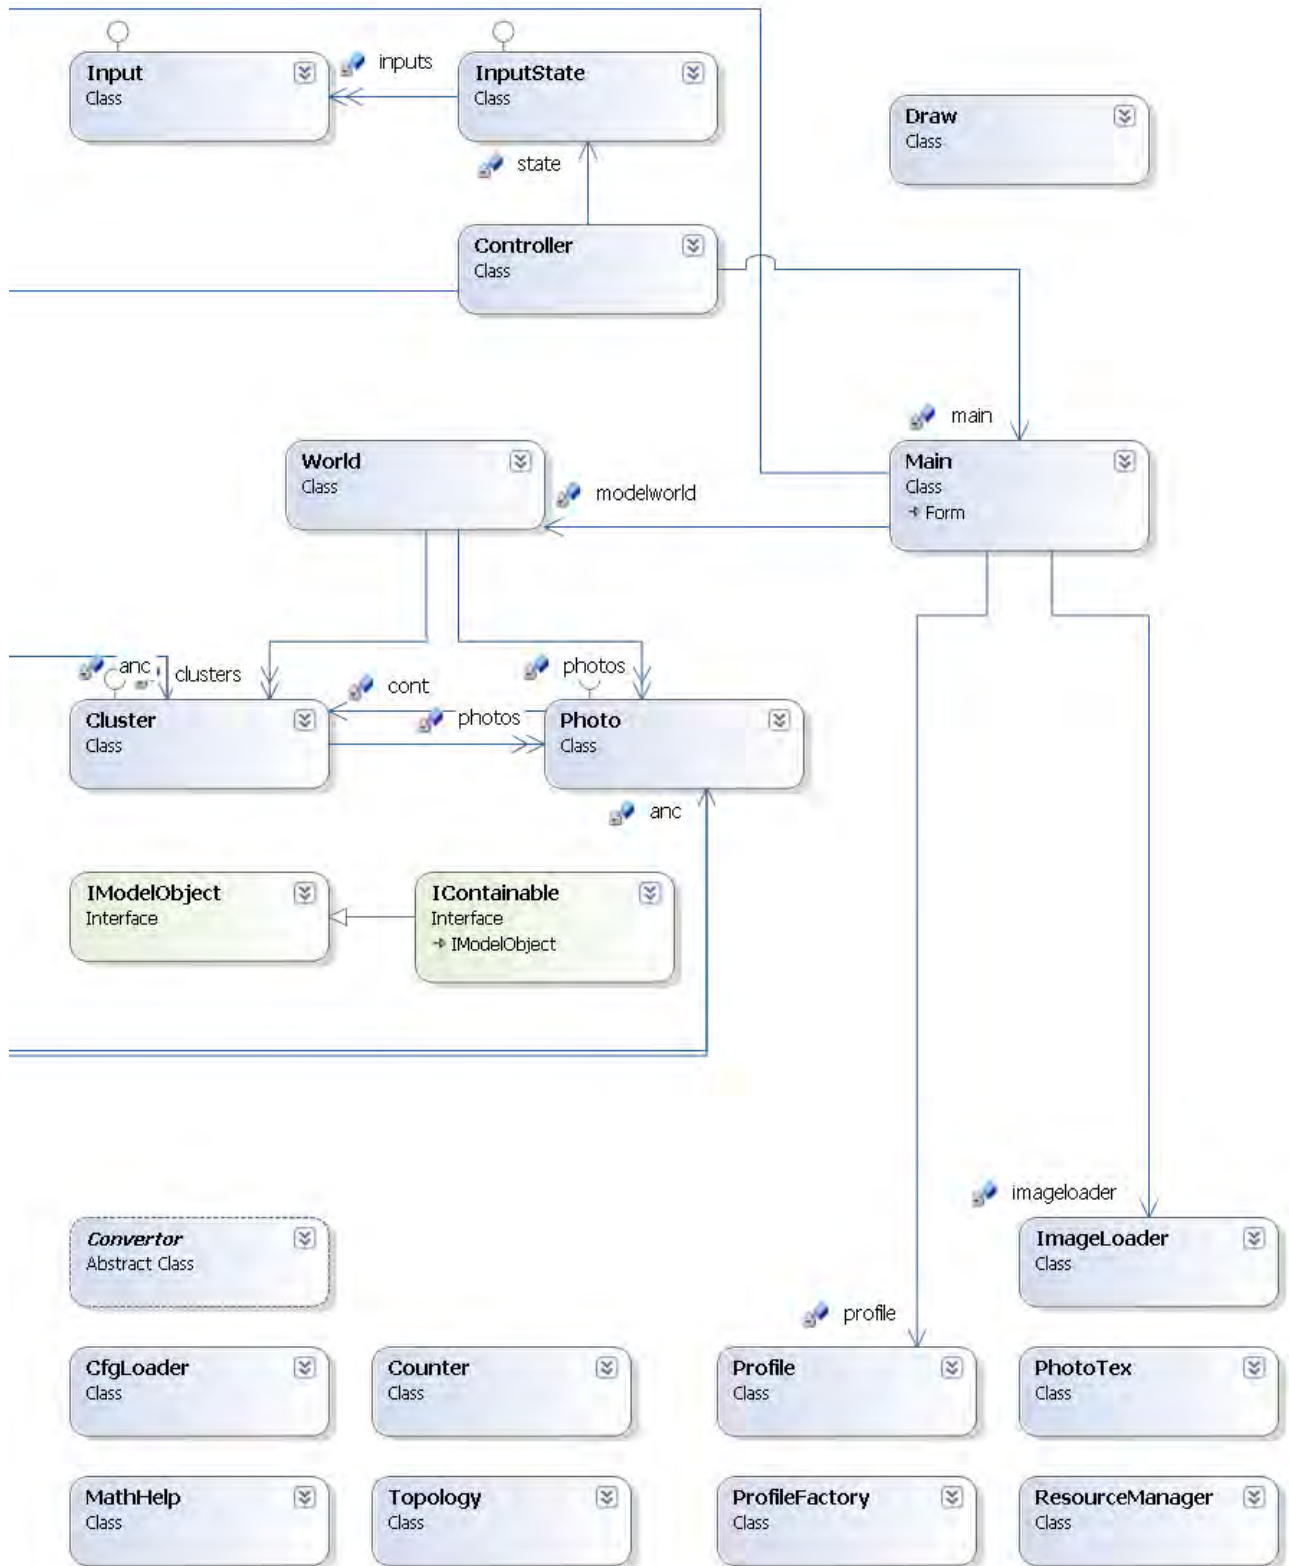 Input
Class
inputs
InputState
Class
Draw
Class
state
Controller
Class
main
World
Class
modelworld
Main
Class
Form
anc
clusters
cont
photos
photos
Cluster
Class
Photo
Class
anc
IModelObject
Interface
IContainable
Interface
IModelObject
imageloader
Convertor
Abstract Class
ImageLoader
Class
profile
CfgLoader
Class
Counter
Class
Profile
Class
PhotoTex
Class
MathHelp
Class
Topology
Class
ProfileFactory
Class
ResourceManager
Class